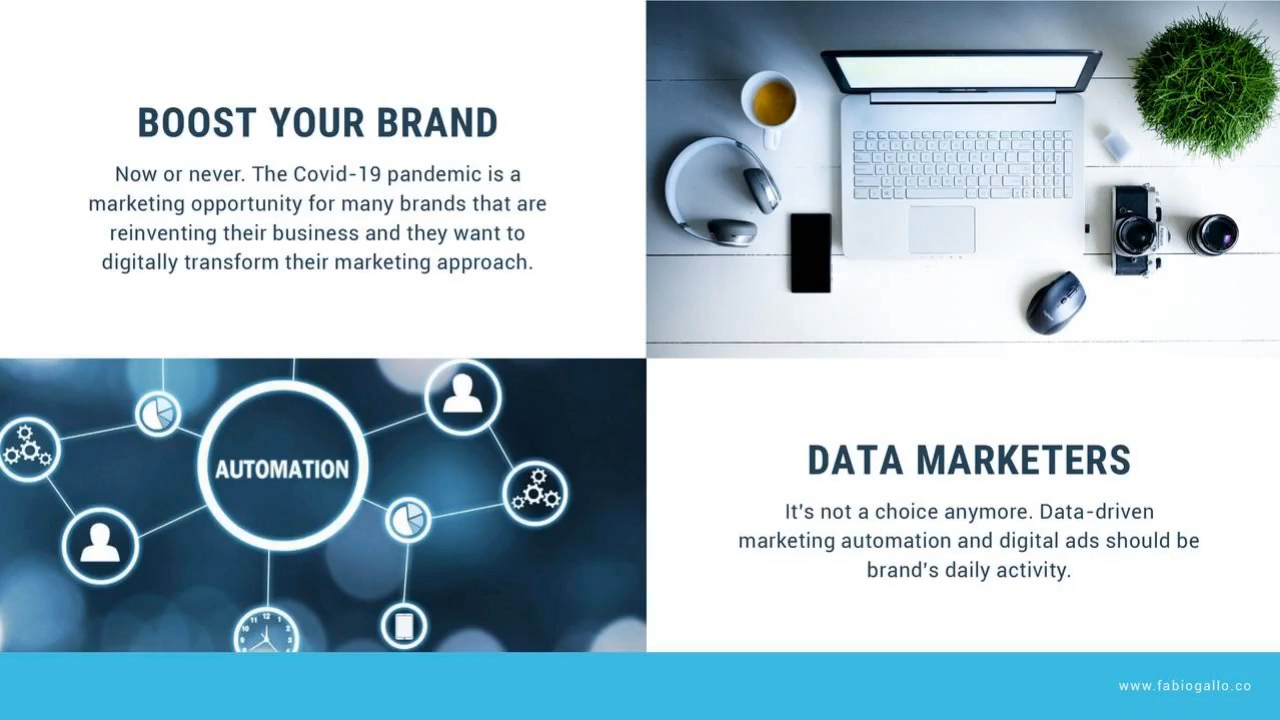 BOOST YOUR BRAND
Now or never. The Covid-19 pandemic is a
marketing opportunity for many brands that are
reinventing their business and they want to
digitally transform their marketing approach.
AUTOMATION
DATA MARKETERS
It's not a choice anymore. Data-driven
marketing automation and digital ads should be
brand's daily activity.
www.fabiogallo.co